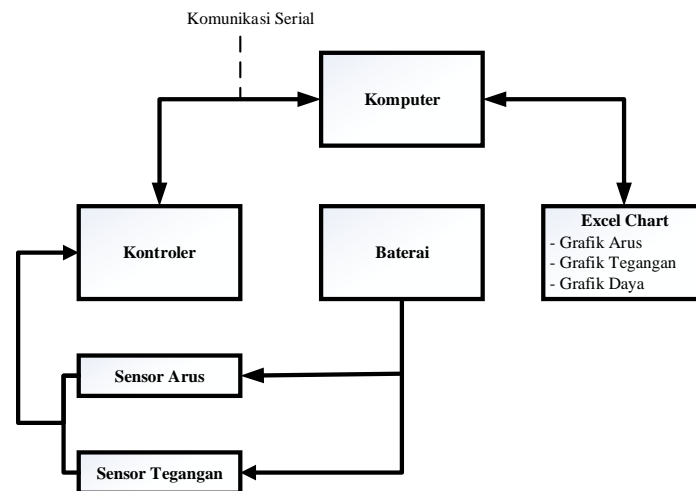 Komunikasi Serial
Komputer
Kontroler
Baterai
Excel Chart
- Grafik Arus
- Grafik Tegangan
- Grafik Daya
Sensor Arus
Sensor Tegangan